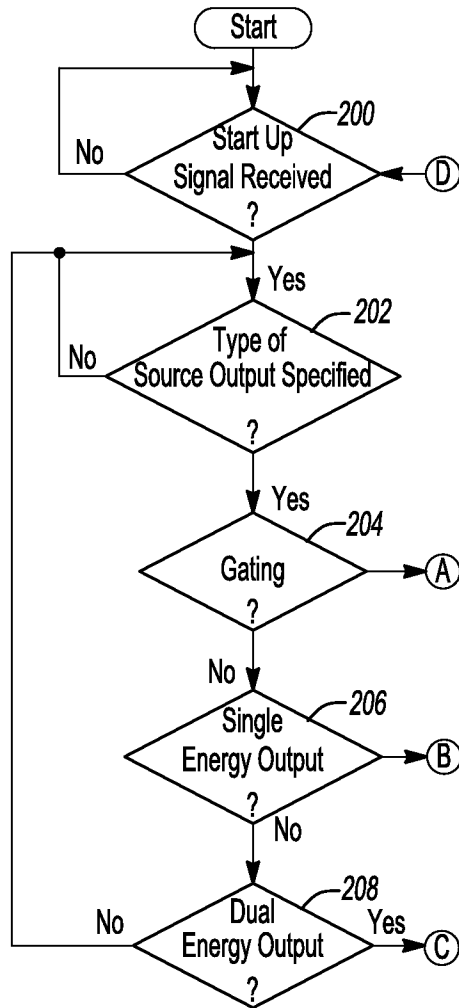 Start
200
Start Up
No
Signal Received
D
?
Yes
202
Type of
No
Source Output Specified
?
Yes
204
Gating
A
?
No
206
Single
Energy Output
B
?
No
208
Dual
No
Yes
Energy Output
C
?